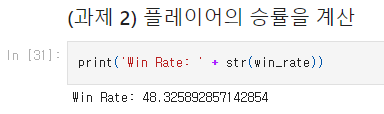 (과제 2) 플레이어의 승률을 계산
In [31]: print('Win Rate: ' + str(win_rate))
Win Rate: 48.325892857142854